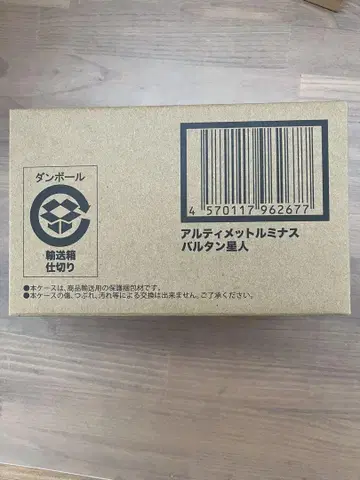 ダンボール
輸送箱
仕切り
4 570117 962677
アルティメットルミナス
バルタン星人
●本ケースは、商品輸送用の保護梱包材です。
●本ケースの傷、つぶれ、汚れ等による交換は出来ません。ご了承ください。